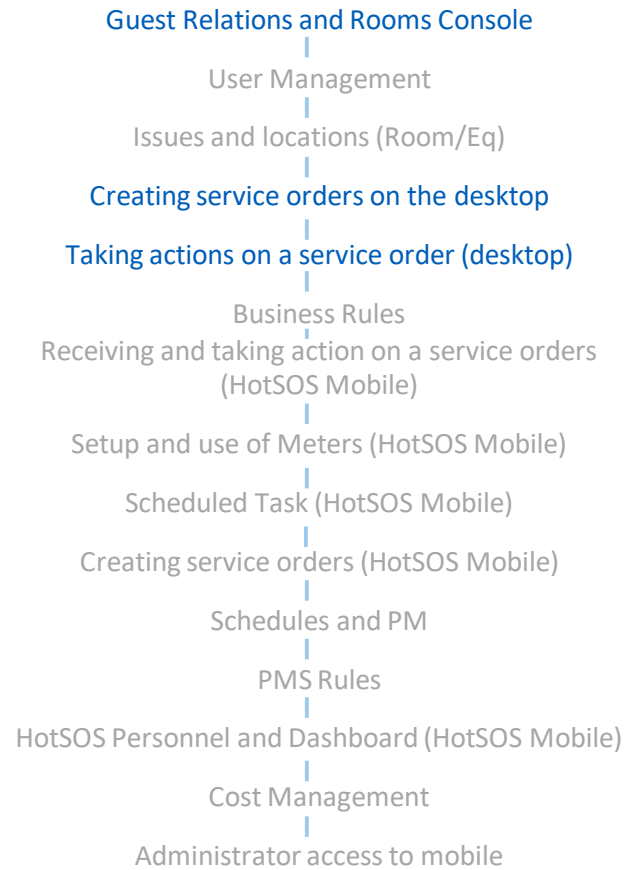 Guest Relations and Rooms Console
User Management
Issues and locations (Room/Eq)
Creating service orders on the desktop
Taking actions on a service order (desktop)
Business Rules
Receiving and taking action on a service orders
(HotSOS Mobile)
Setup and use of Meters (HotSOS Mobile)
Scheduled Task (HotSOS Mobile)
Creating service orders (HotSOS Mobile)
Schedules and PM
PMS Rules
HotSOS Personnel and Dashboard (HotSOS Mobile)
Cost Management
Administrator access to mobile